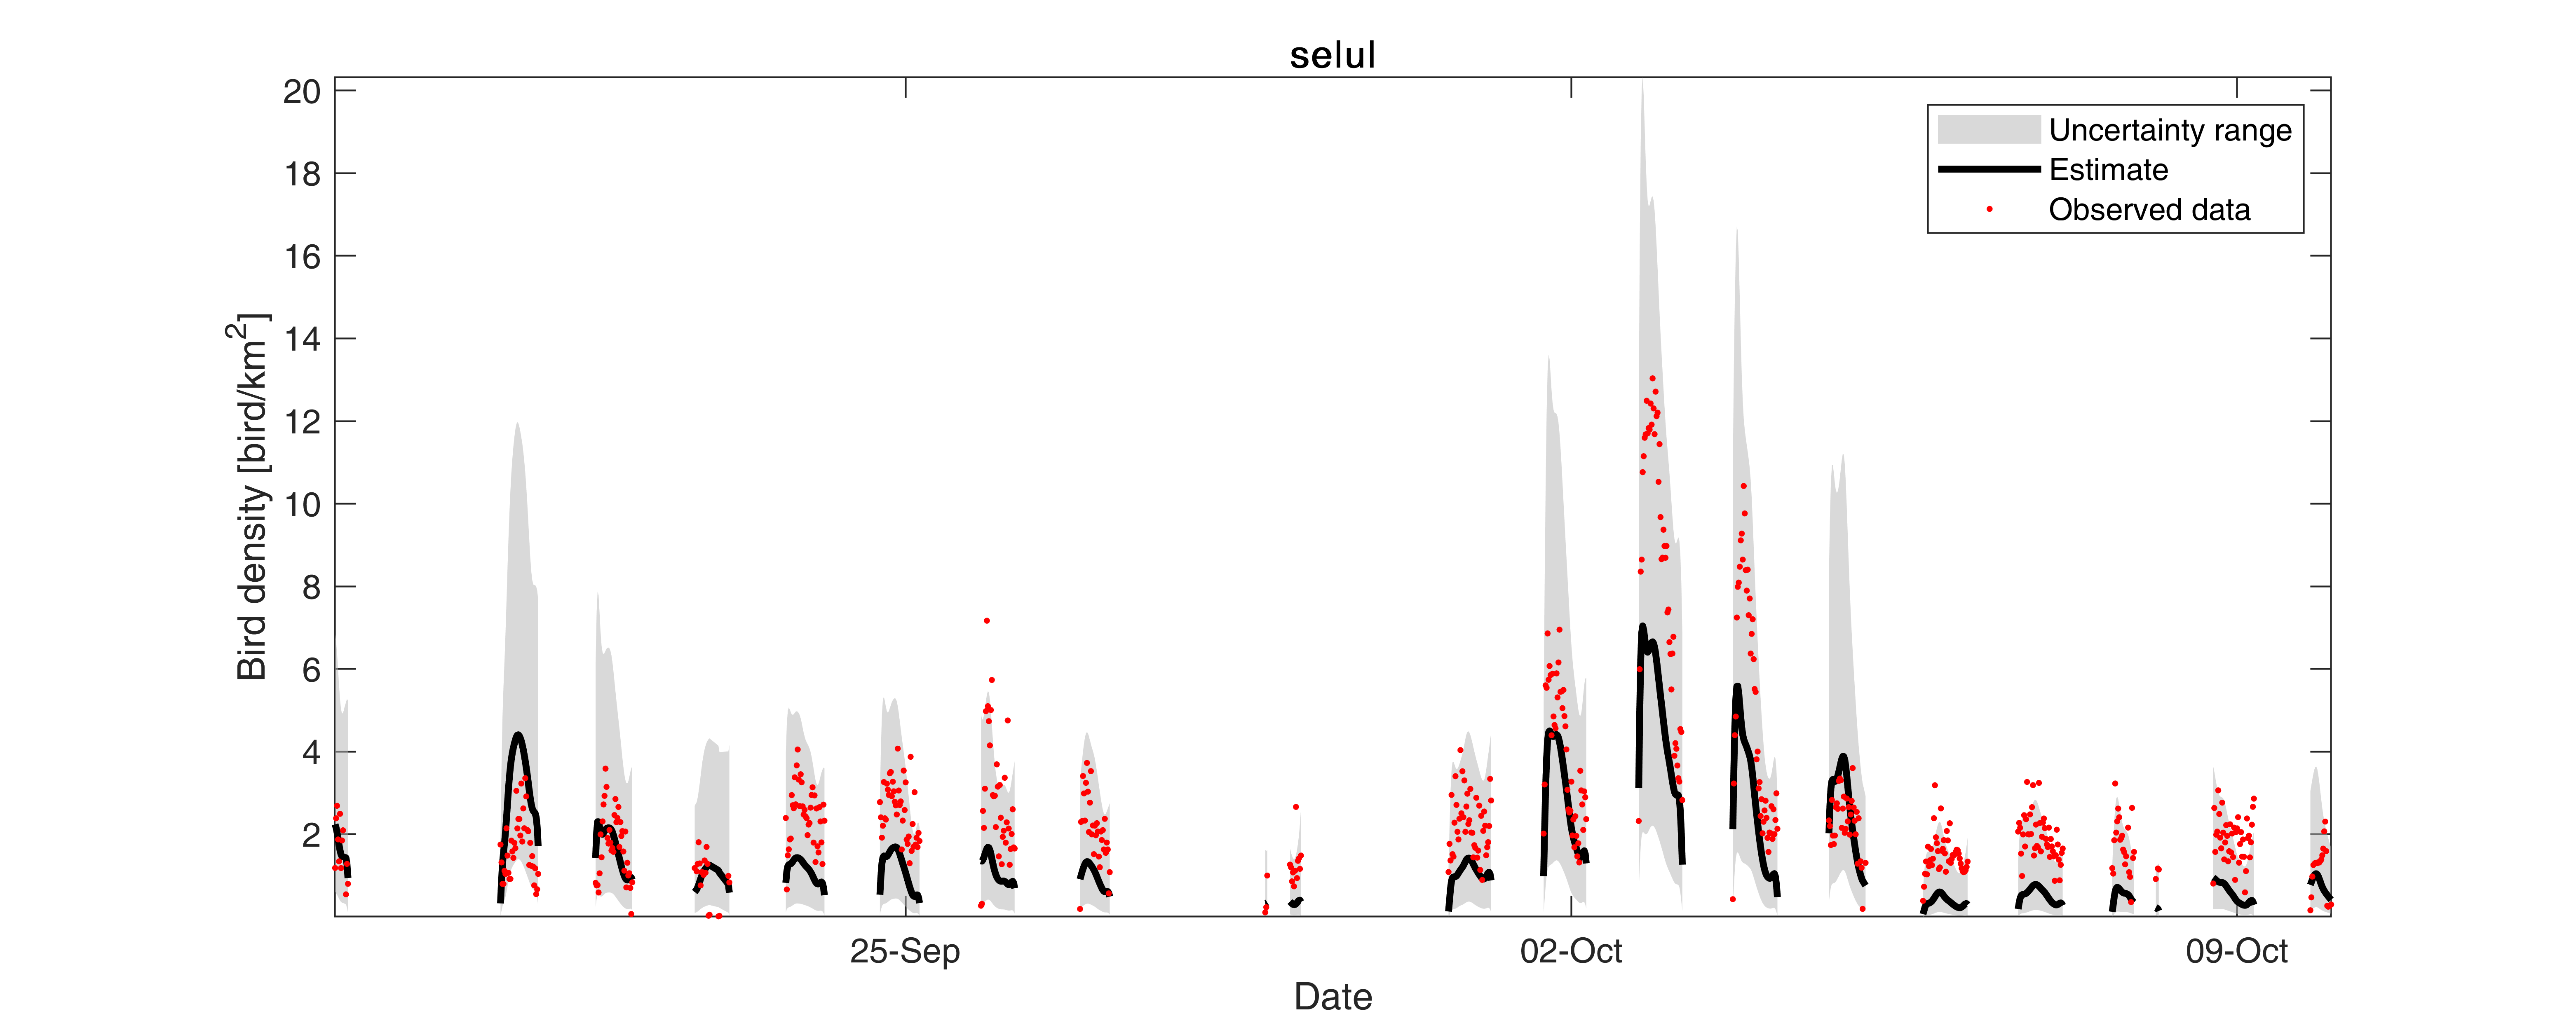 selul
20
18
16
14
12
10
8
6
4
2
Bird density [bird/km²]
Uncertainty range
Estimate
Observed data
25-Sep
02-Oct
09-Oct
Date